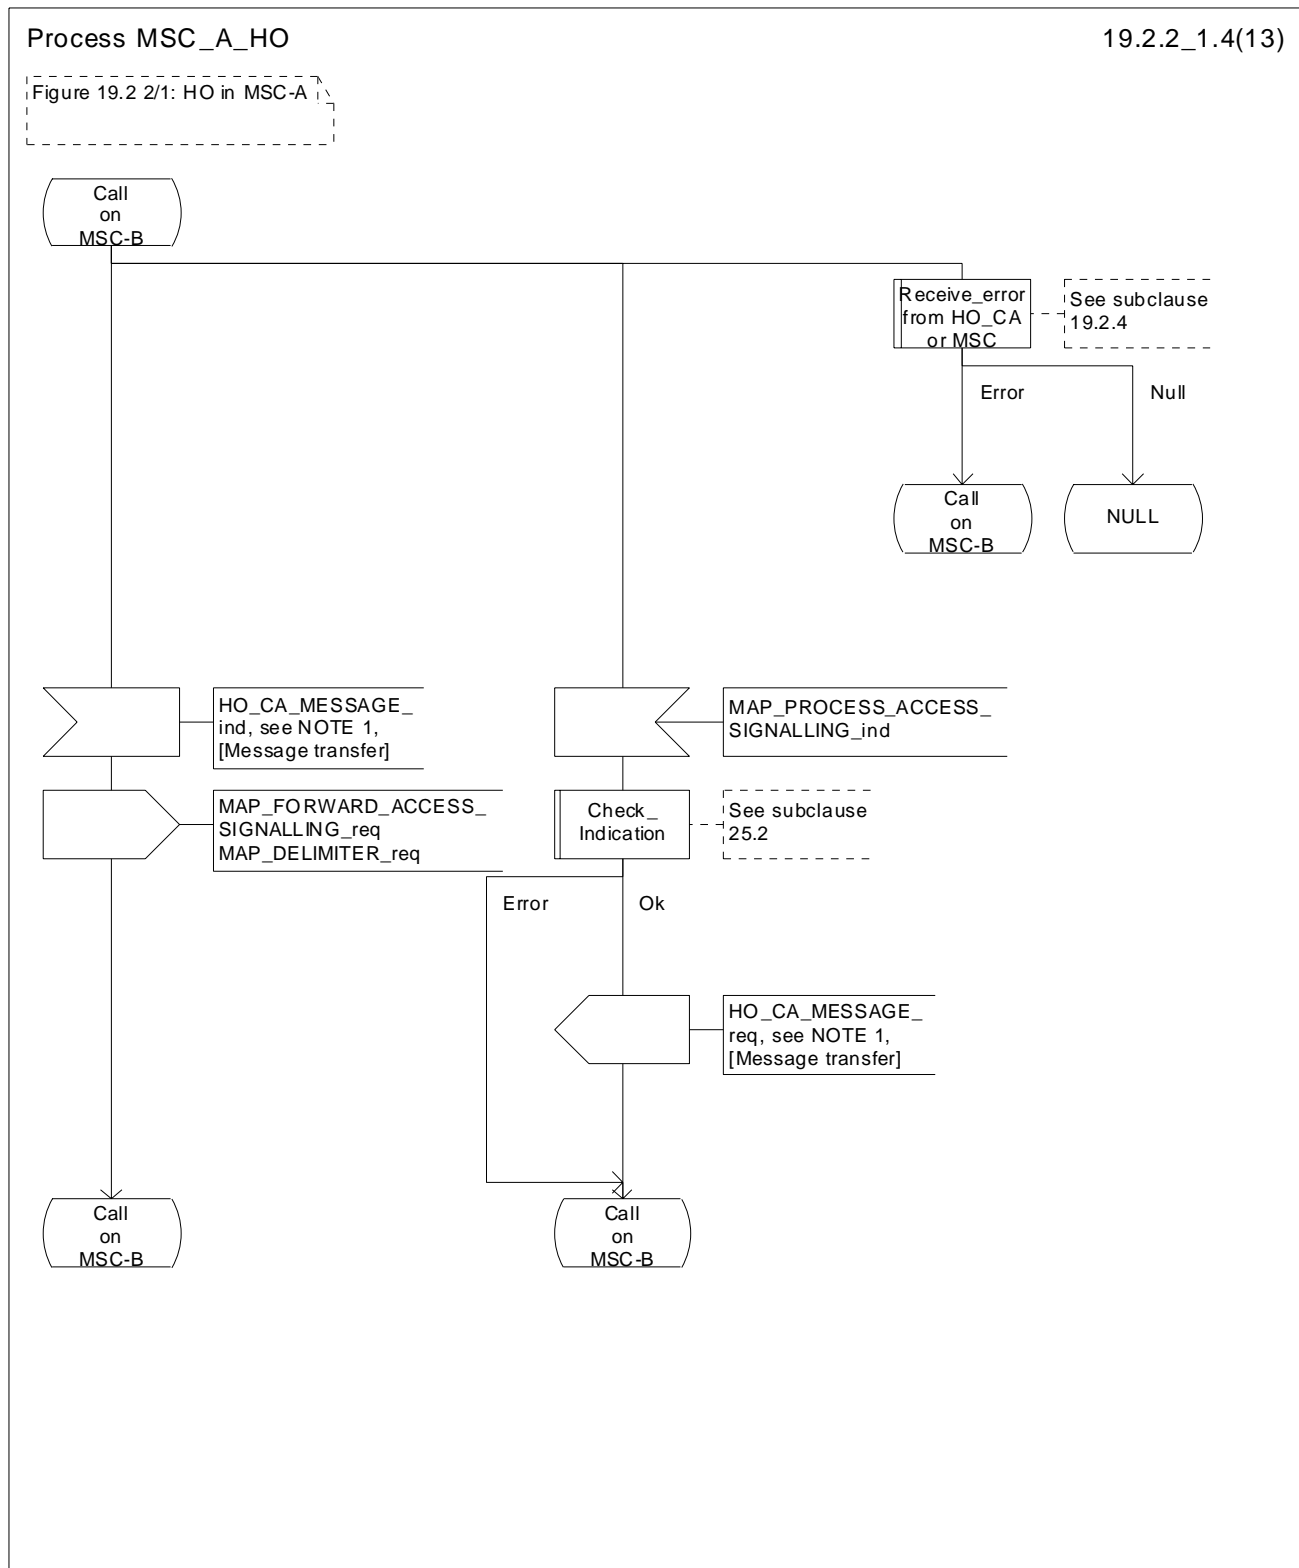 Process MSC_A_HO
19.2.2_1.4(13)
Figure 19.2 2/1: HO in MSC-A
Call
on
MSC-B
Receive_error
from HO_CA
or MSC
See subclause
19.2.4
Error
Null
Call
on
MSC-B
NULL
HO_CA_MESSAGE_
ind, see NOTE 1,
[Message transfer]
MAP_PROCESS_ACCESS_
SIGNALLING_ind
MAP_FORWARD_ACCESS_
SIGNALLING_req
MAP_DELIMITER_req
Check_
Indication
See subclause
25.2
Error
Ok
HO_CA_MESSAGE_
req, see NOTE 1,
[Message transfer]
Call
on
MSC-B
Call
on
MSC-B